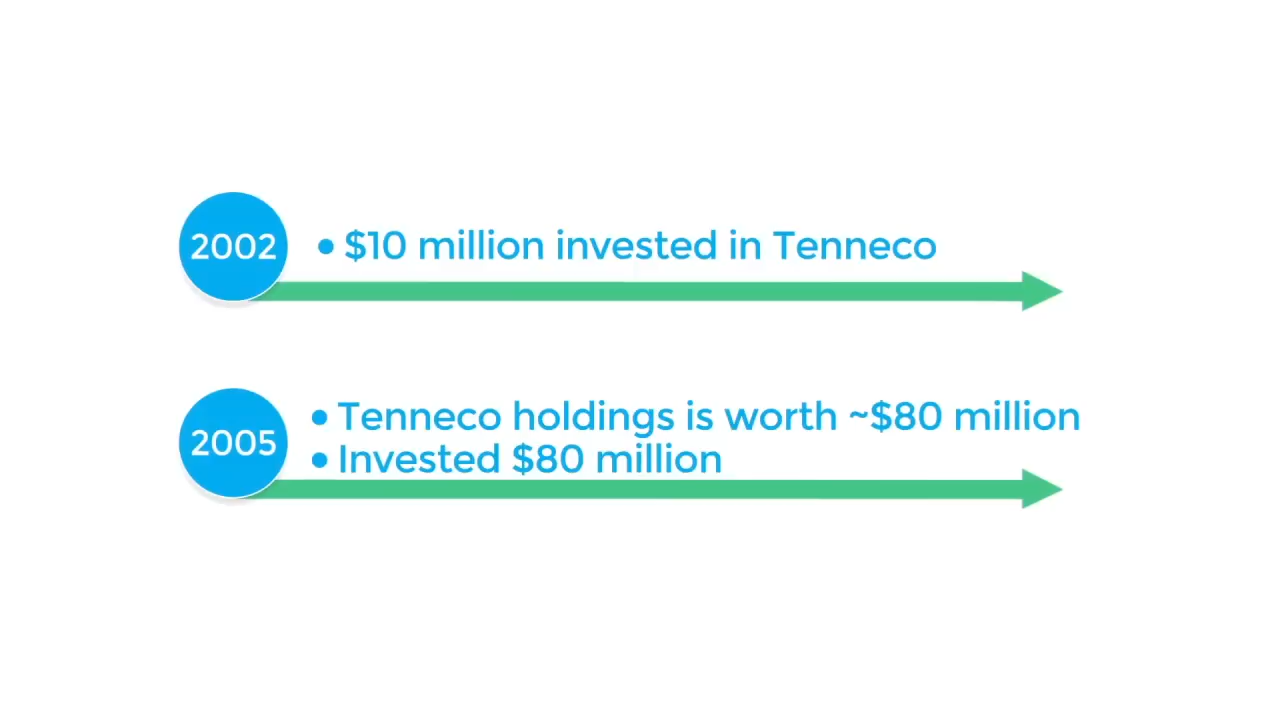 2002
• $10 million invested in Tenneco
2005
• Tenneco holdings is worth ~$80 million
• Invested $80 million